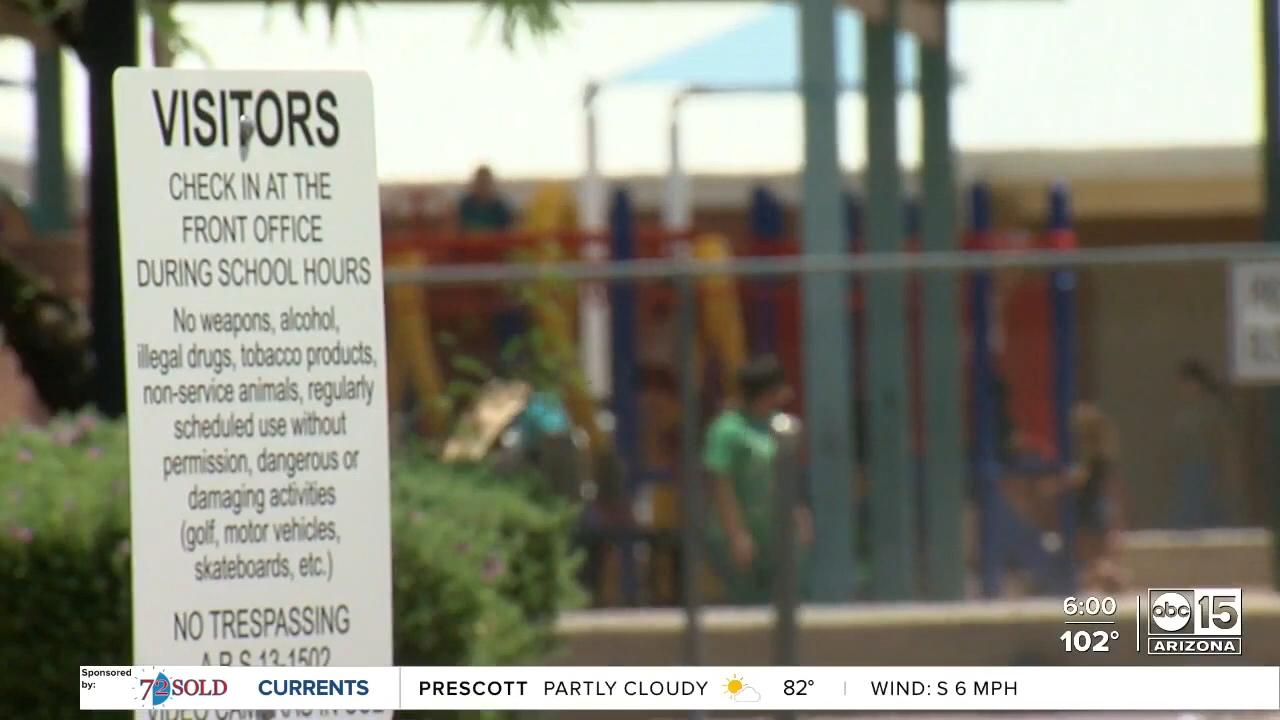 VISITORS
CHECK IN AT THE
FRONT OFFICE
DURING SCHOOL HOURS
No weapons, alcohol,
illegal drugs, tobacco products,
non-service animals, regularly
scheduled use without
permission, dangerous or
damaging activities
(golf, motor vehicles,
skateboards, etc.)
NO TRESPASSING
A.R.S 13-1502
6:00
102°
abc 15
ARIZONA
Sponsored
by:
72SOLD
CURRENTS
PRESCOTT PARTLY CLOUDY 82° WIND: S 6 MPH